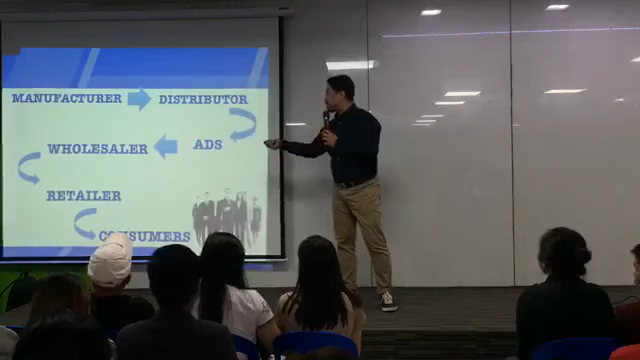 MANUFACTURER DISTRIBUTOR
WHOLESALER ADS
RETAILER
CONSUMERS